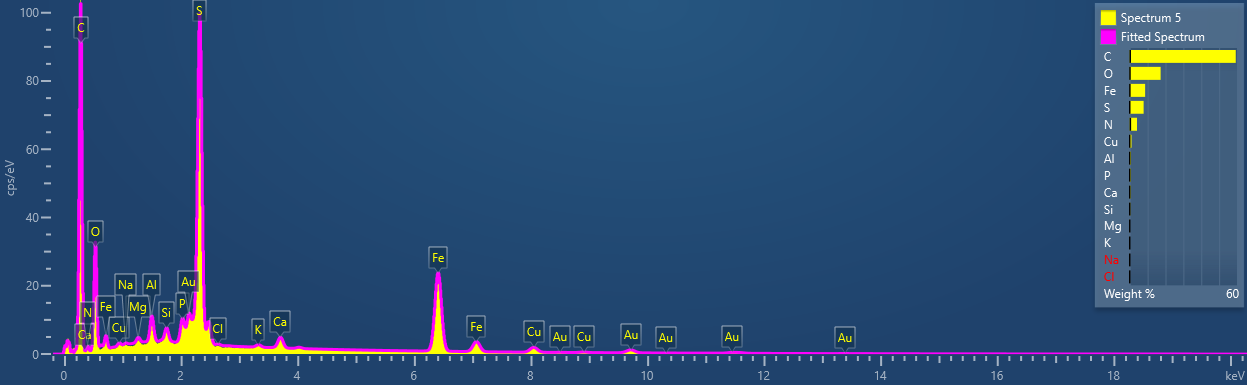 100
80
60
40
20
0
cps/eV
C
S
O
N
Ca
Fe
Cu
Na
Mg
Al
Si
P
Au
Cl
K
Ca
Fe
Fe
Cu
Au
Cu
Au
Au
Au
Au
0 2 4 6 8 10 12 14 16 18 keV
Spectrum 5
Fitted Spectrum
C
O
Fe
S
N
Cu
Al
P
Ca
Si
Mg
K
Na
Cl
Weight % 60